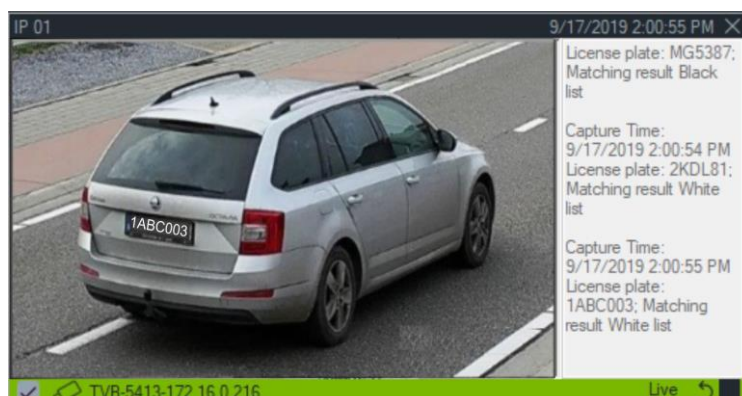 IP 01
9/17/2019 2:00:55 PM
License plate: MG5387;
Matching result Black
list
Capture Time:
9/17/2019 2:00:54 PM
License plate: 2KDL81;
Matching result White
list
Capture Time:
9/17/2019 2:00:55 PM
License plate:
1ABC003; Matching
result White list
1ABC003
OCTAVIA
TVB-5413-172.16.0.216
Live